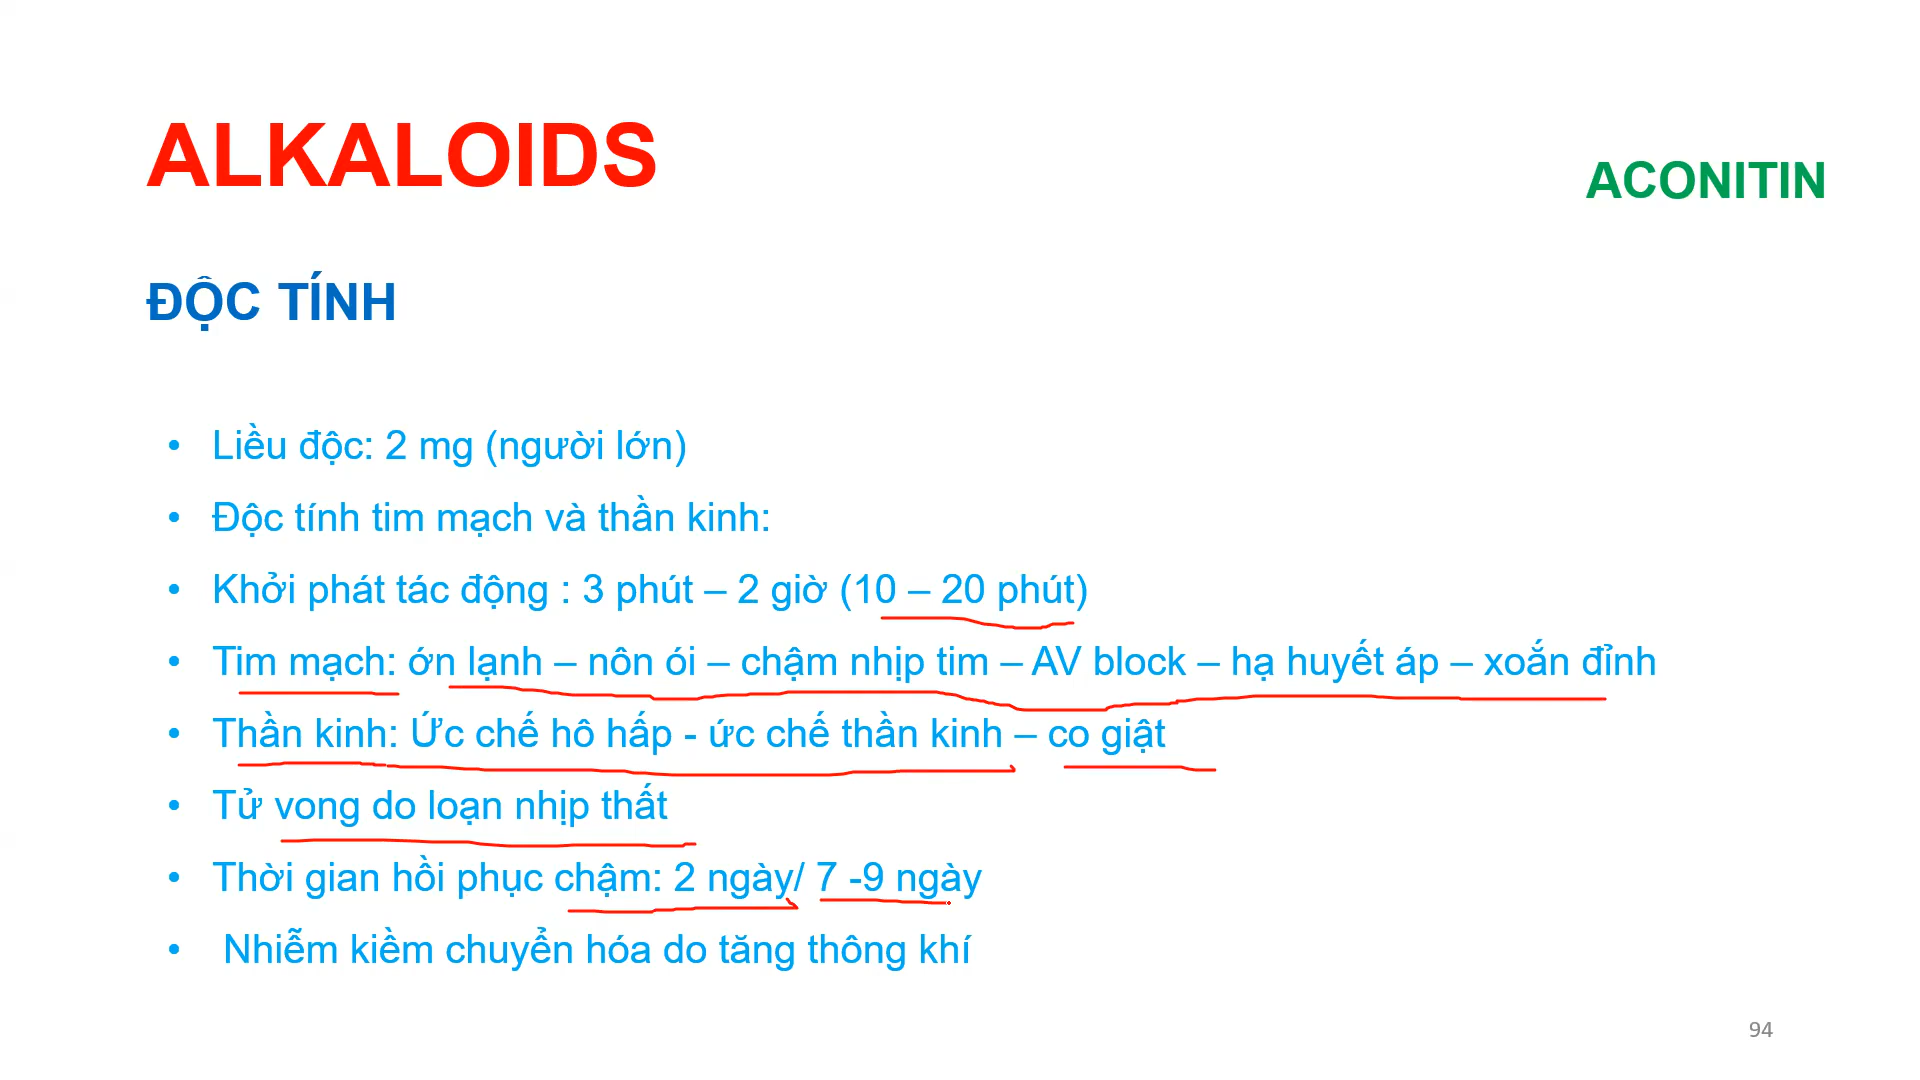 ALKALOIDS
ACONITIN
ĐỘC TÍNH
• Liều độc: 2 mg (người lớn)
• Độc tính tim mạch và thần kinh:
• Khởi phát tác động : 3 phút – 2 giờ (10 – 20 phút)
• Tim mạch: ớn lạnh – nôn ói – chậm nhịp tim – AV block – hạ huyết áp – xoắn đỉnh
• Thần kinh: Ức chế hô hấp - ức chế thần kinh – co giật
• Tử vong do loạn nhịp thất
• Thời gian hồi phục chậm: 2 ngày/ 7 -9 ngày
• Nhiễm kiềm chuyển hóa do tăng thông khí
94